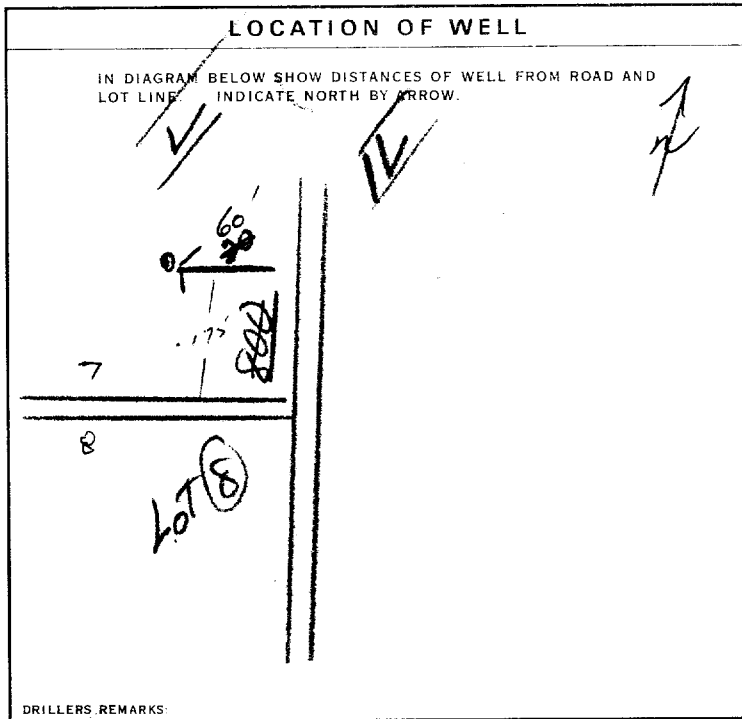 LOCATION OF WELL
IN DIAGRAM BELOW SHOW DISTANCES OF WELL FROM ROAD AND
LOT LINE. INDICATE NORTH BY ARROW.
V
IV
n
60'
7
8
LOT 8
DRILLERS REMARKS: